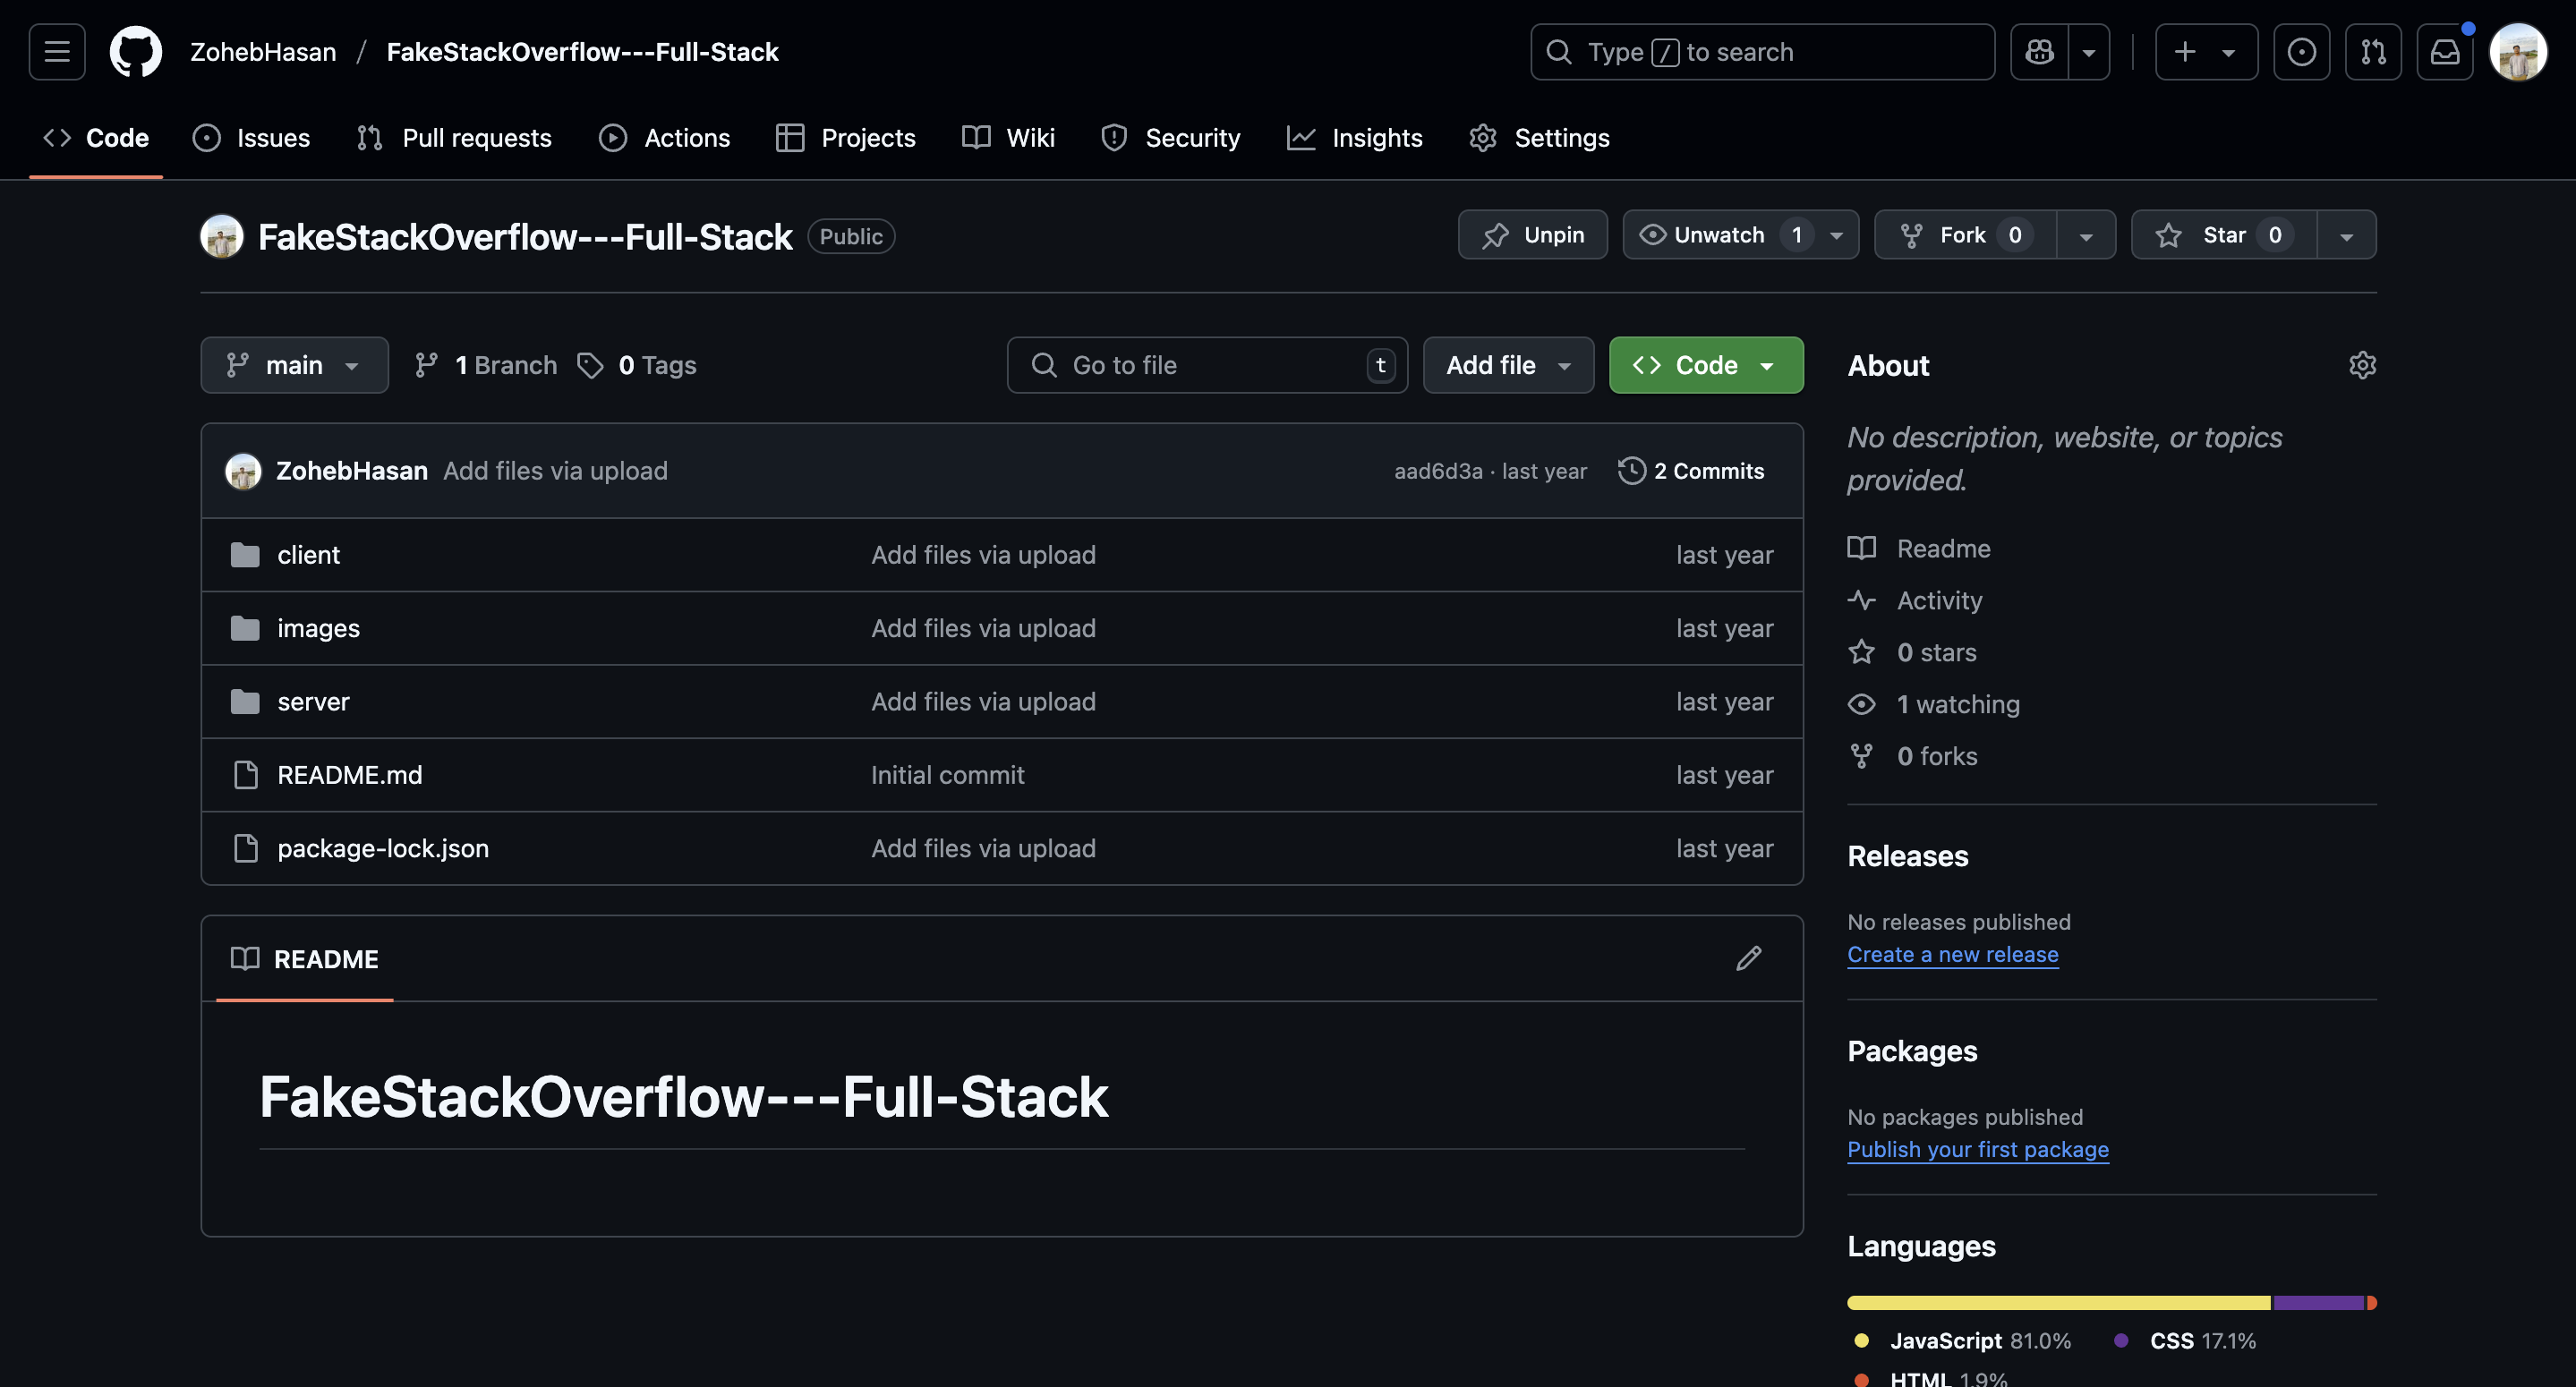 ZohebHasan / FakeStackOverflow---Full-Stack
Type / to search
Code Issues Pull requests Actions Projects Wiki Security Insights Settings
FakeStackOverflow---Full-Stack Public
Unpin Unwatch 1 Fork 0 Star 0
main 1 Branch 0 Tags
Go to file t
Add file
Code
ZohebHasan Add files via upload aad6d3a · last year 2 Commits
client Add files via upload last year
images Add files via upload last year
server Add files via upload last year
README.md Initial commit last year
package-lock.json Add files via upload last year
README
FakeStackOverflow---Full-Stack
About
No description, website, or topics
provided.
Readme
Activity
0 stars
1 watching
0 forks
Releases
No releases published
Create a new release
Packages
No packages published
Publish your first package
Languages
JavaScript 81.0% CSS 17.1%
HTML 1.9%